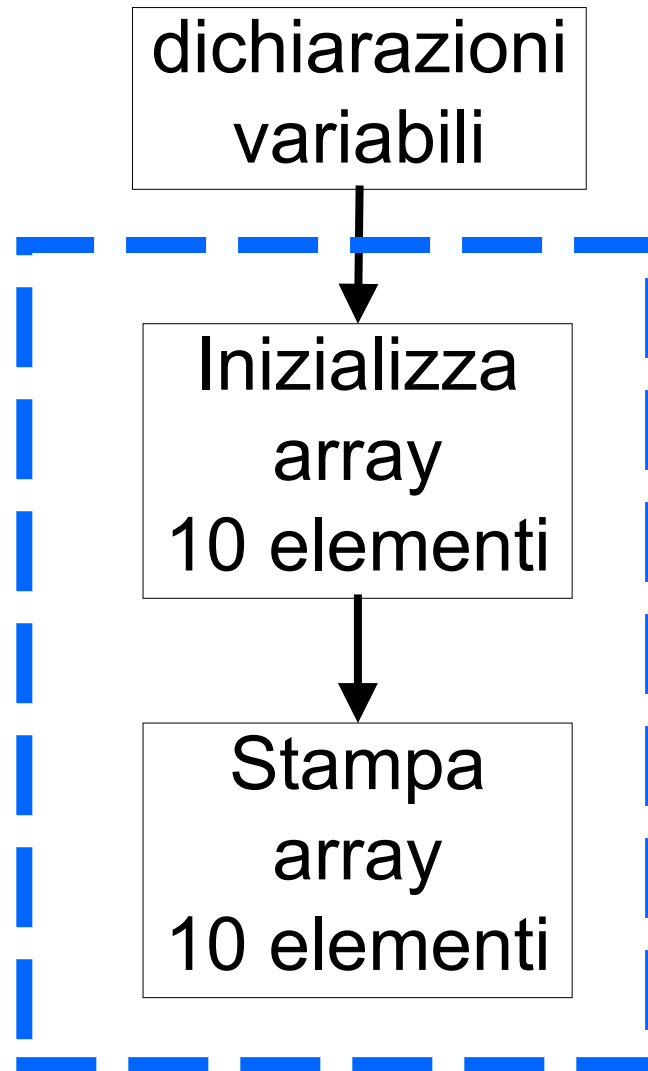 dichiarazioni
variabili
Inizializza
array
10 elementi
Stampa
array
10 elementi